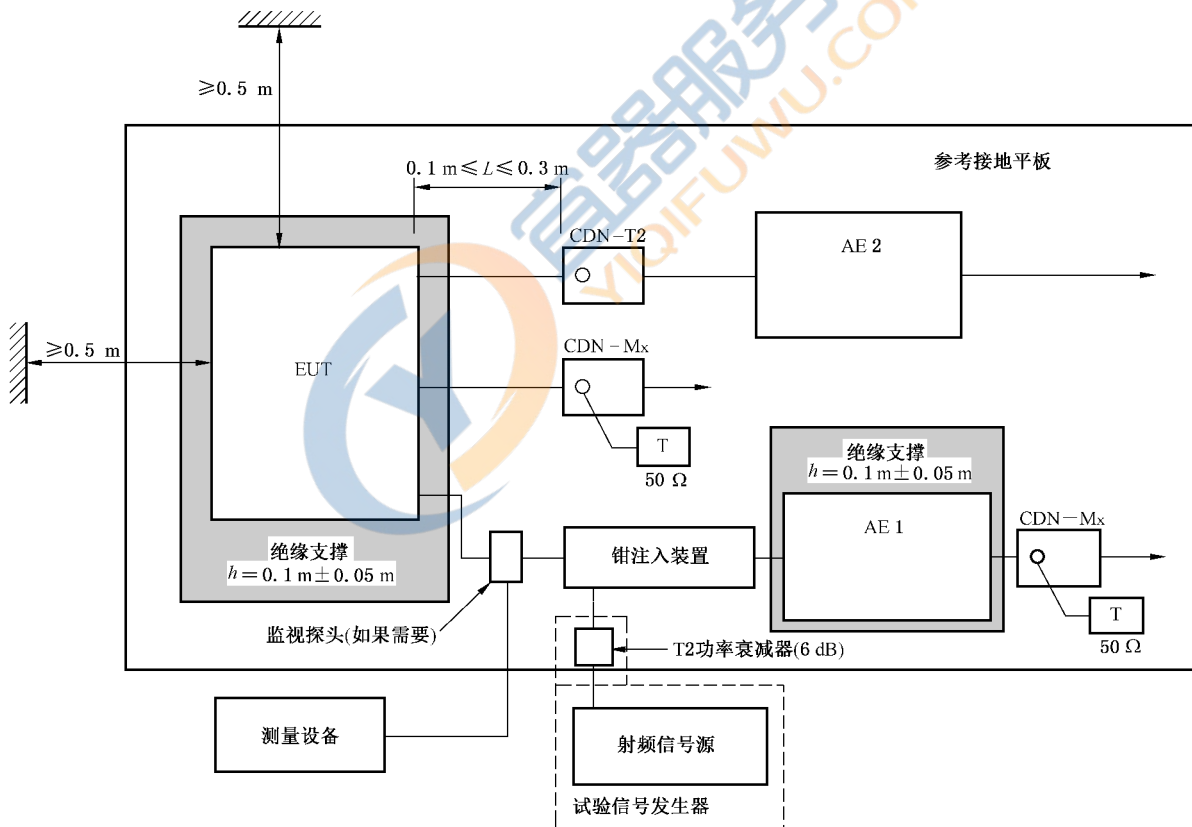 ≥0.5 m
0.1 m≤L≤0.3 m
参考接地平板
CDN-T2
AE 2
≥0.5 m
EUT
CDN-Mx
T
50 Ω
绝缘支撑
h=0.1 m±0.05 m
AE 1
CDN-Mx
T
50 Ω
钳注入装置
绝缘支撑
h=0.1 m±0.05 m
监视探头(如果需要)
T2功率衰减器(6 dB)
测量设备
射频信号源
试验信号发生器
仪器服务
YIQIFUWU.COM